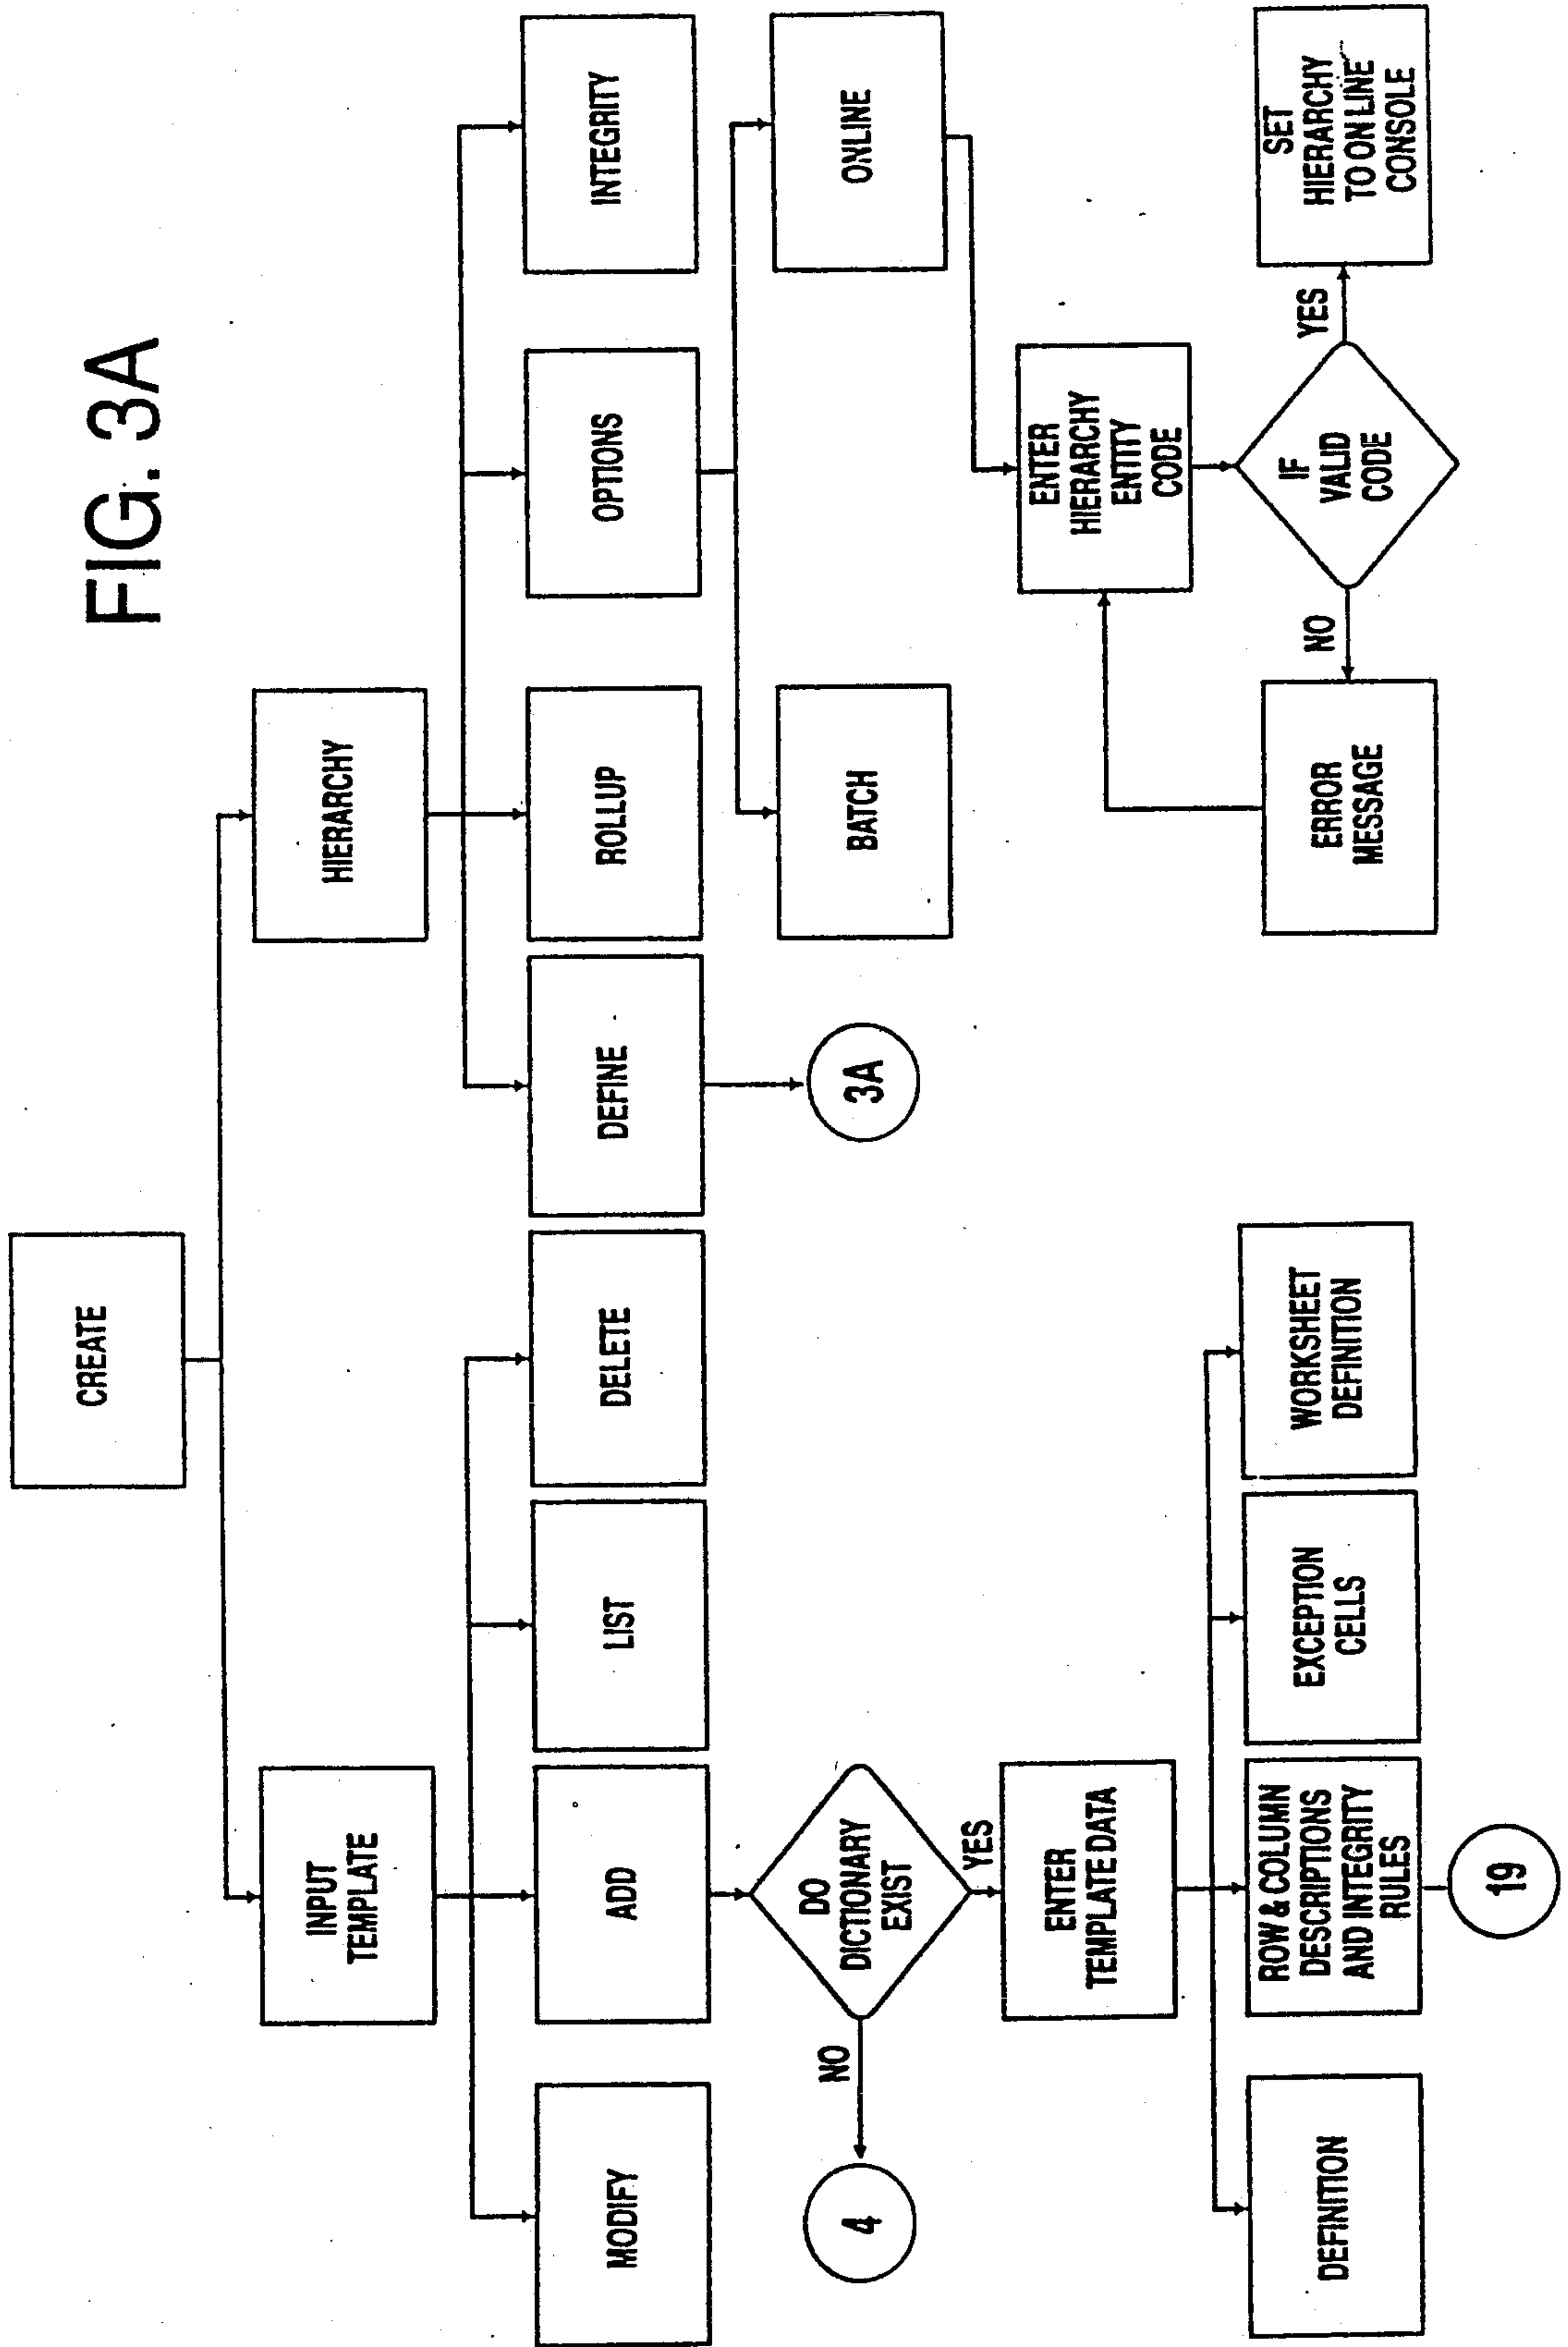 FIG. 3A
CREATE
INPUT
TEMPLATE
HIERARCHY
MODIFY
ADD
LIST
DELETE
DEFINE
ROLLUP
OPTIONS
INTEGRITY
DO
DICTIONARY
EXIST
NO
YES
4
3A
BATCH
ONLINE
ENTER
TEMPLATE DATA
ENTER
HIERARCHY
ENTITY
CODE
DEFINITION
ROW & COLUMN
DESCRIPTIONS
AND INTEGRITY
RULES
EXCEPTION
CELLS
WORKSHEET
DEFINITION
19
ERROR
MESSAGE
NO
IF
VALID
CODE
YES
SET
HIERARCHY
TO ON LINE
CONSOLE